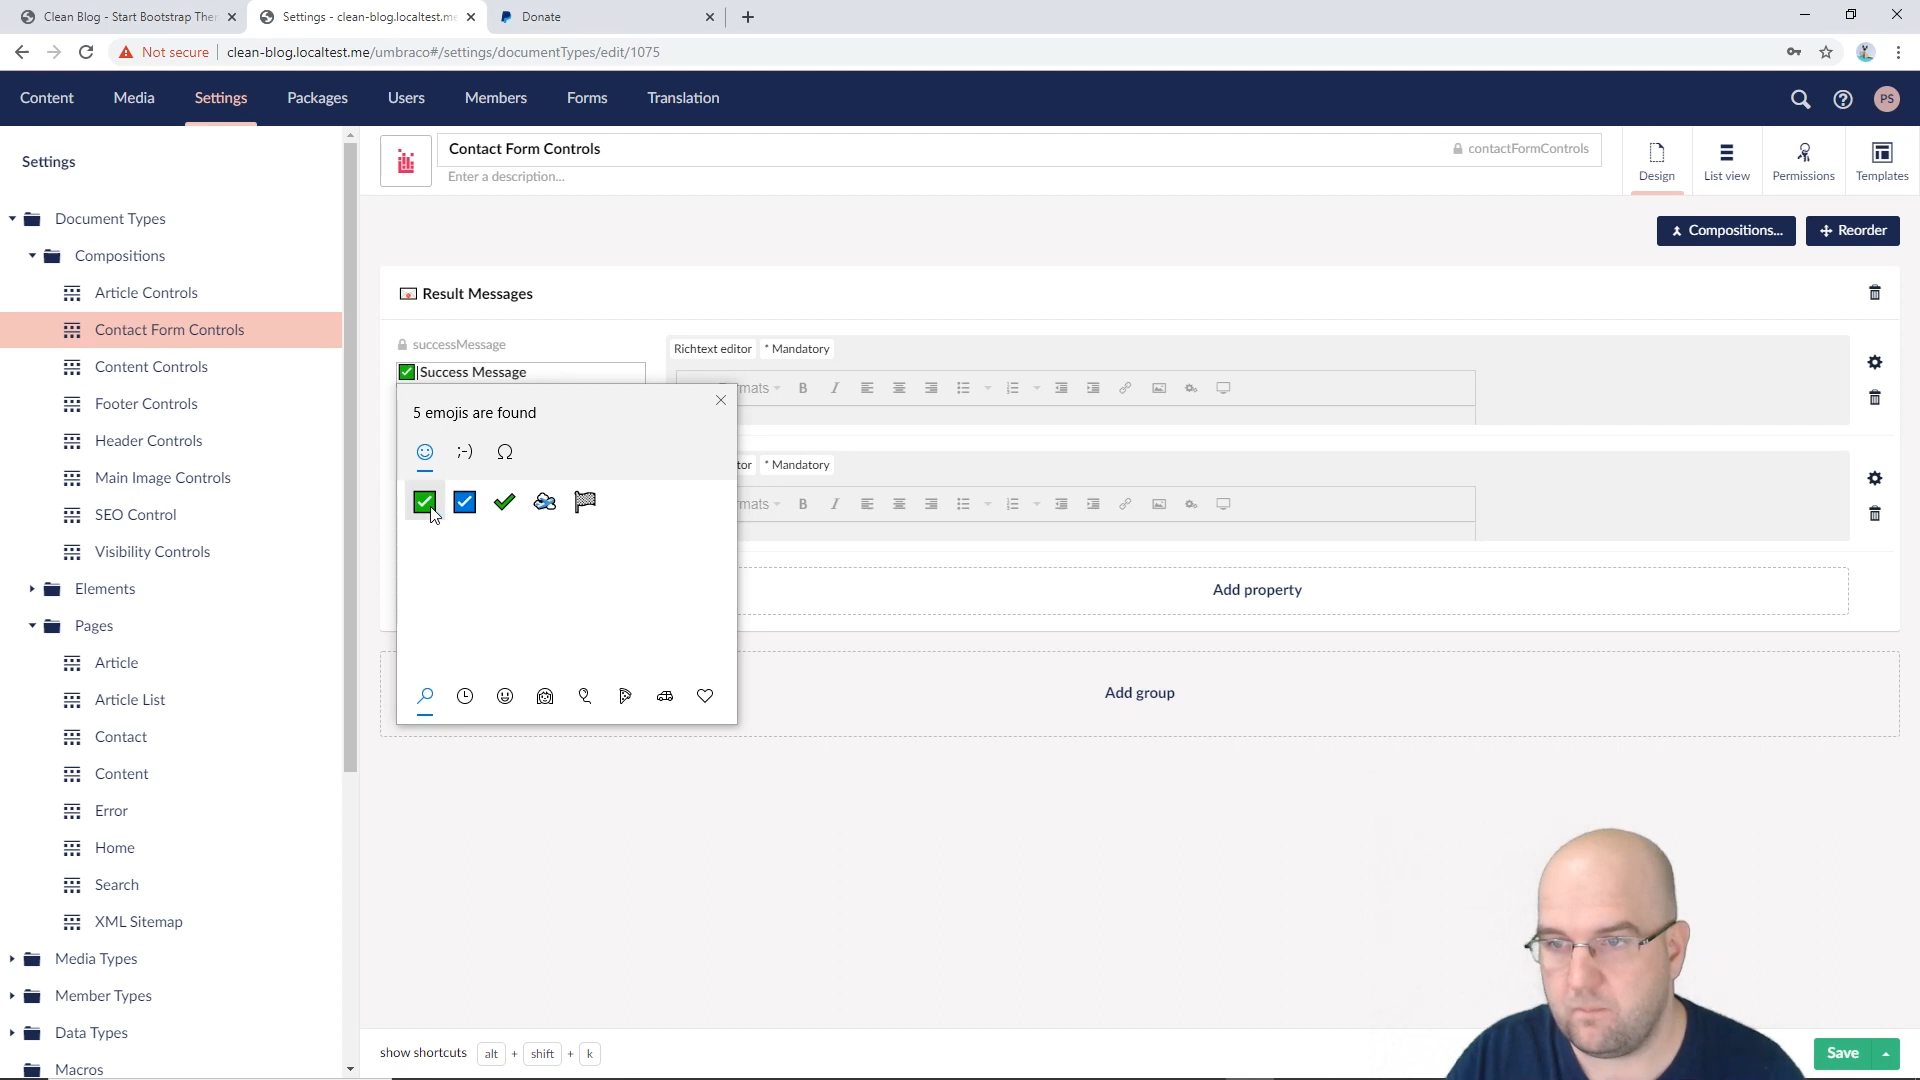 Clean Blog - Start Bootstrap Ther
Settings - clean-blog.localtest.me
Donate
Not secure
clean-blog.localtest.me/umbraco#/settings/documentTypes/edit/1075
Content
Media
Settings
Packages
Users
Members
Forms
Translation
PS
Settings
Document Types
Compositions
Article Controls
Contact Form Controls
Content Controls
Footer Controls
Header Controls
Main Image Controls
SEO Control
Visibility Controls
Elements
Pages
Article
Article List
Contact
Content
Error
Home
Search
XML Sitemap
Media Types
Member Types
Data Types
Macros
Contact Form Controls
contactFormControls
Enter a description...
Design
List view
Permissions
Templates
Compositions...
Reorder
Result Messages
successMessage
Success Message
Richtext editor
* Mandatory
mats
5 emojis are found
;-)
Ω
tor
* Mandatory
mats
Add property
Add group
show shortcuts alt + shift + k
Save